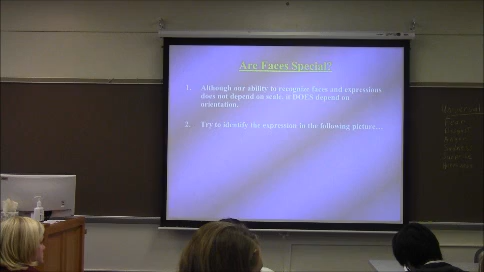 Are Faces Special?
1. Although our ability to recognize faces and expressions
does not depend on scale, it DOES depend on
orientation.
2. Try to identify the expression in the following picture...